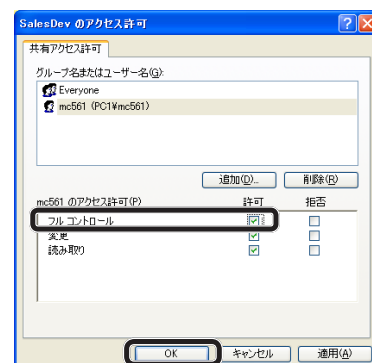 SalesDev のアクセス許可
共有アクセス許可
グループ名またはユーザー名(G):
Everyone
mc561 (PC1¥mc561)
追加(D)... 削除(R)
mc561 のアクセス許可(P) 許可 拒否
フル コントロール
変更
読み取り
OK キャンセル 適用(A)